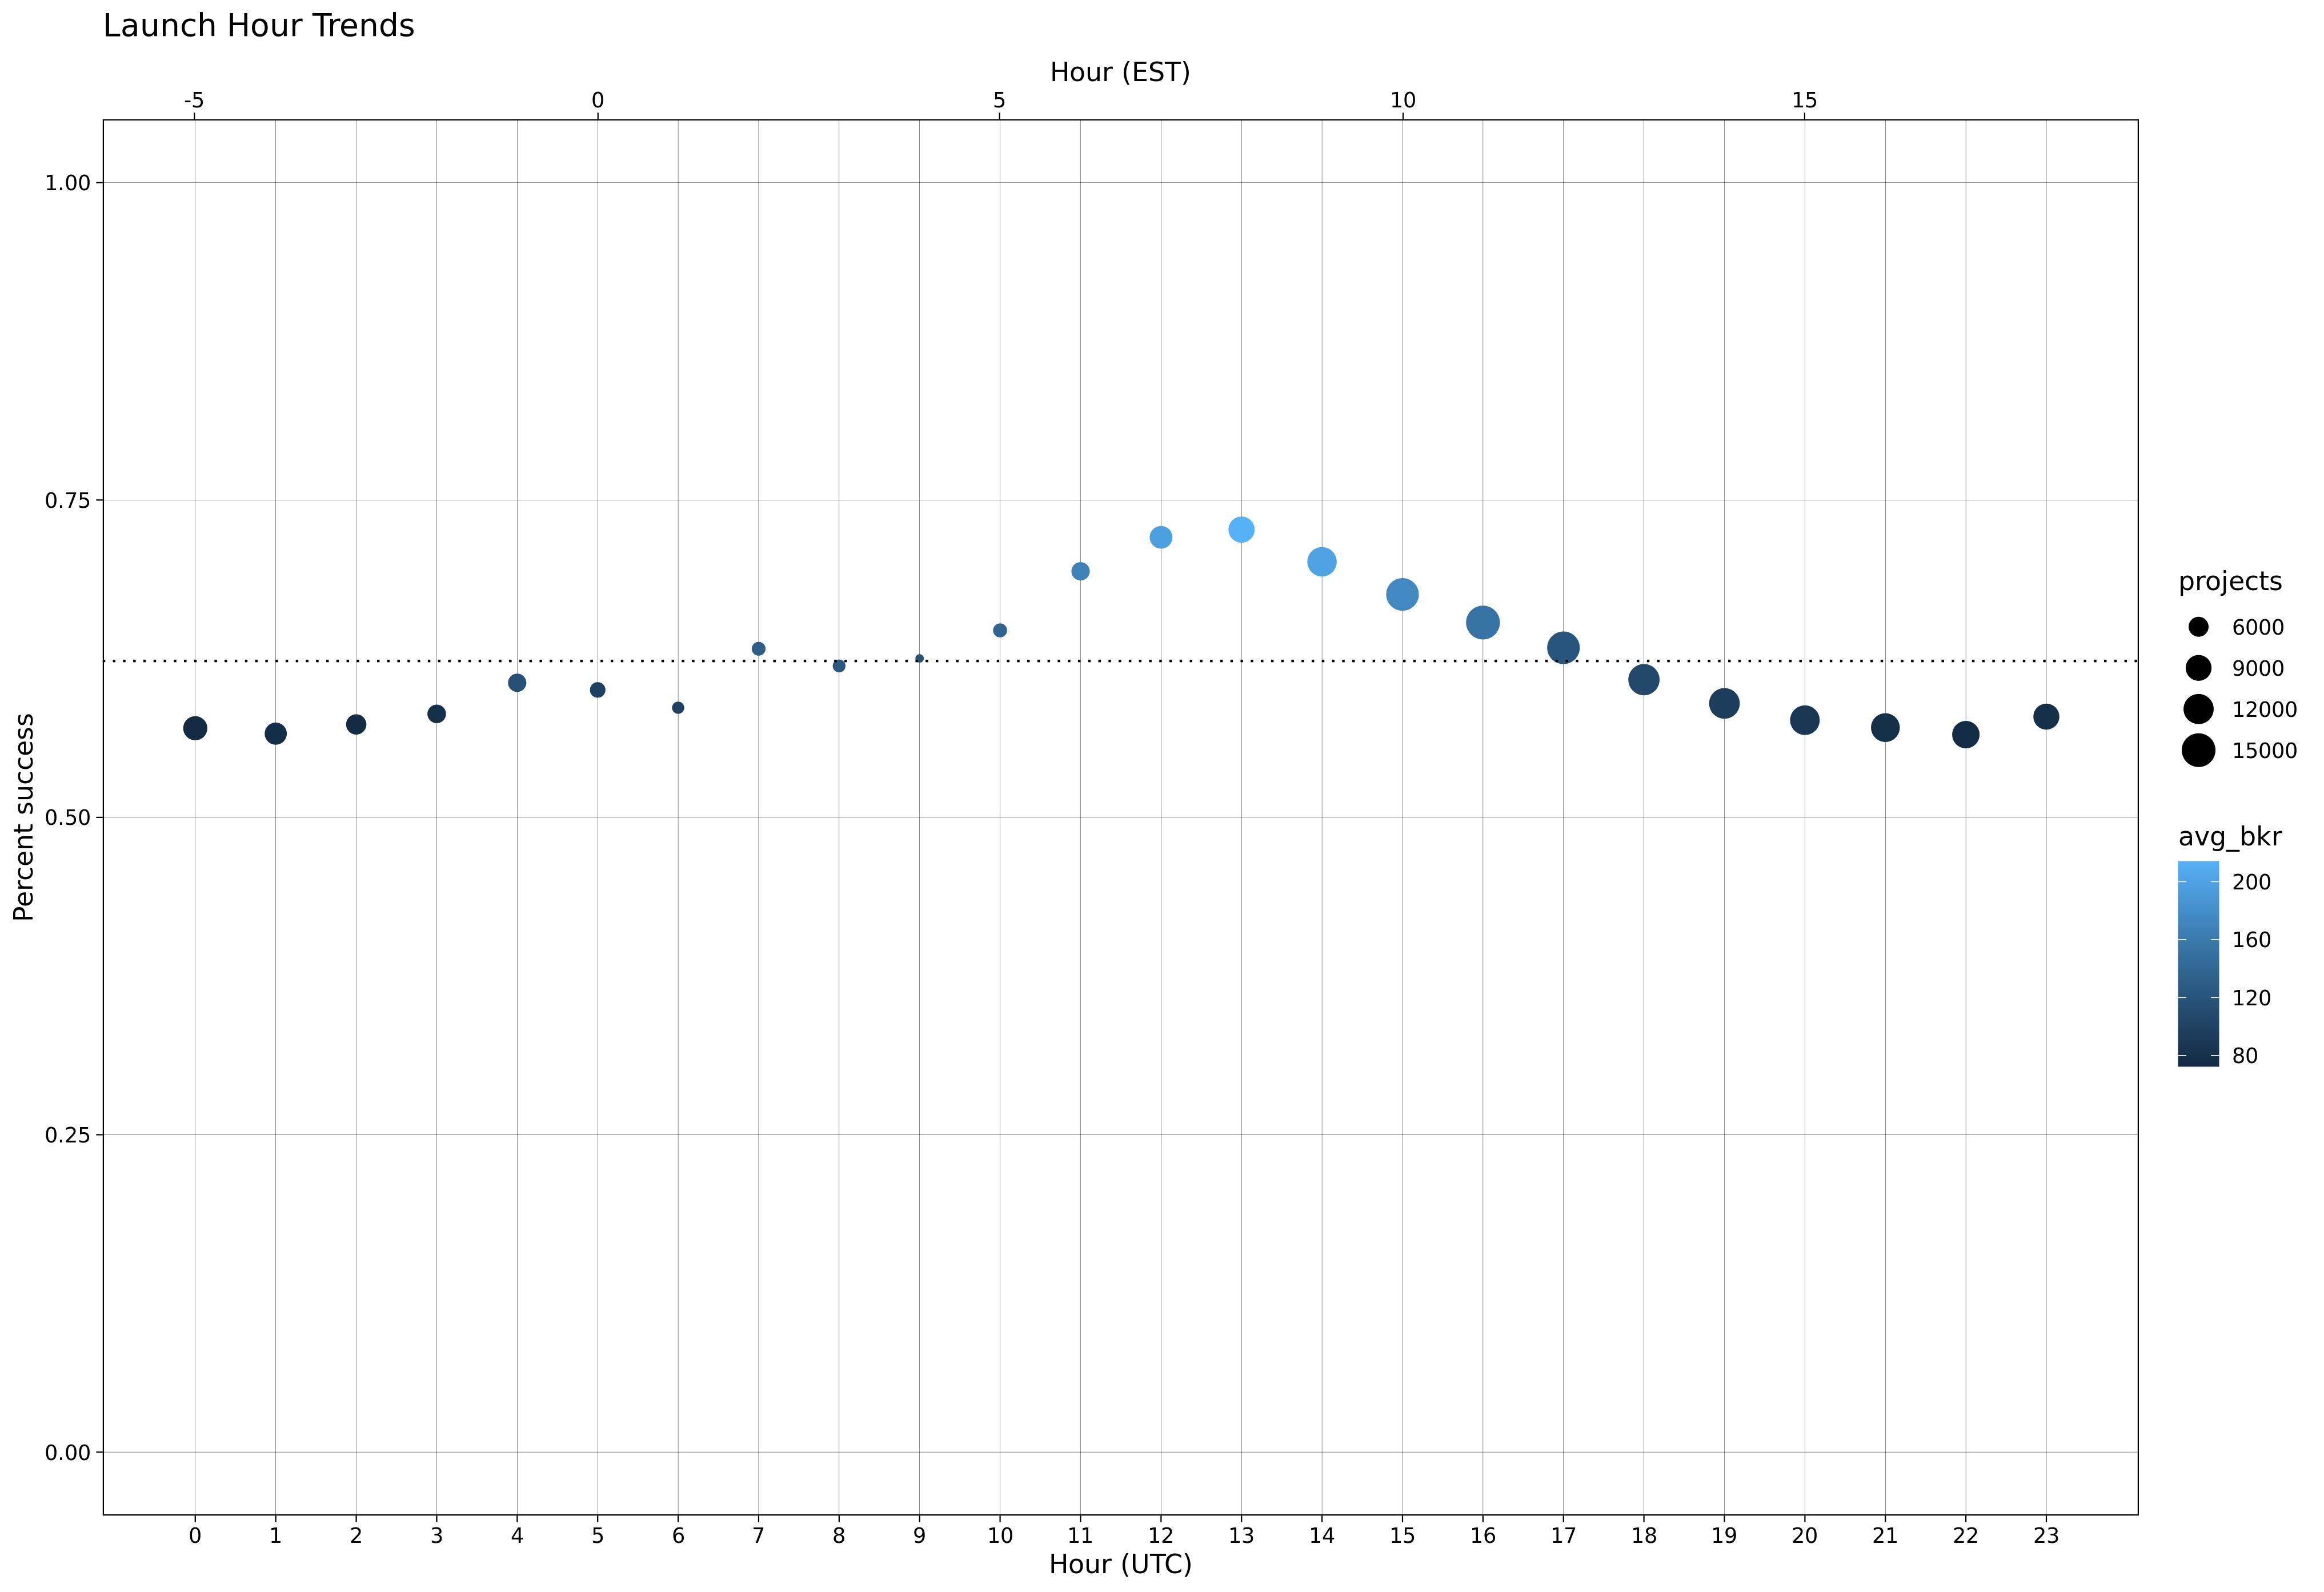 Launch Hour Trends
Hour (EST)
-5 0 5 10 15
1.00
0.75
0.50
0.25
0.00
Percent success
0 1 2 3 4 5 6 7 8 9 10 11 12 13 14 15 16 17 18 19 20 21 22 23
Hour (UTC)
projects
6000
9000
12000
15000
avg_bkr
200
160
120
80